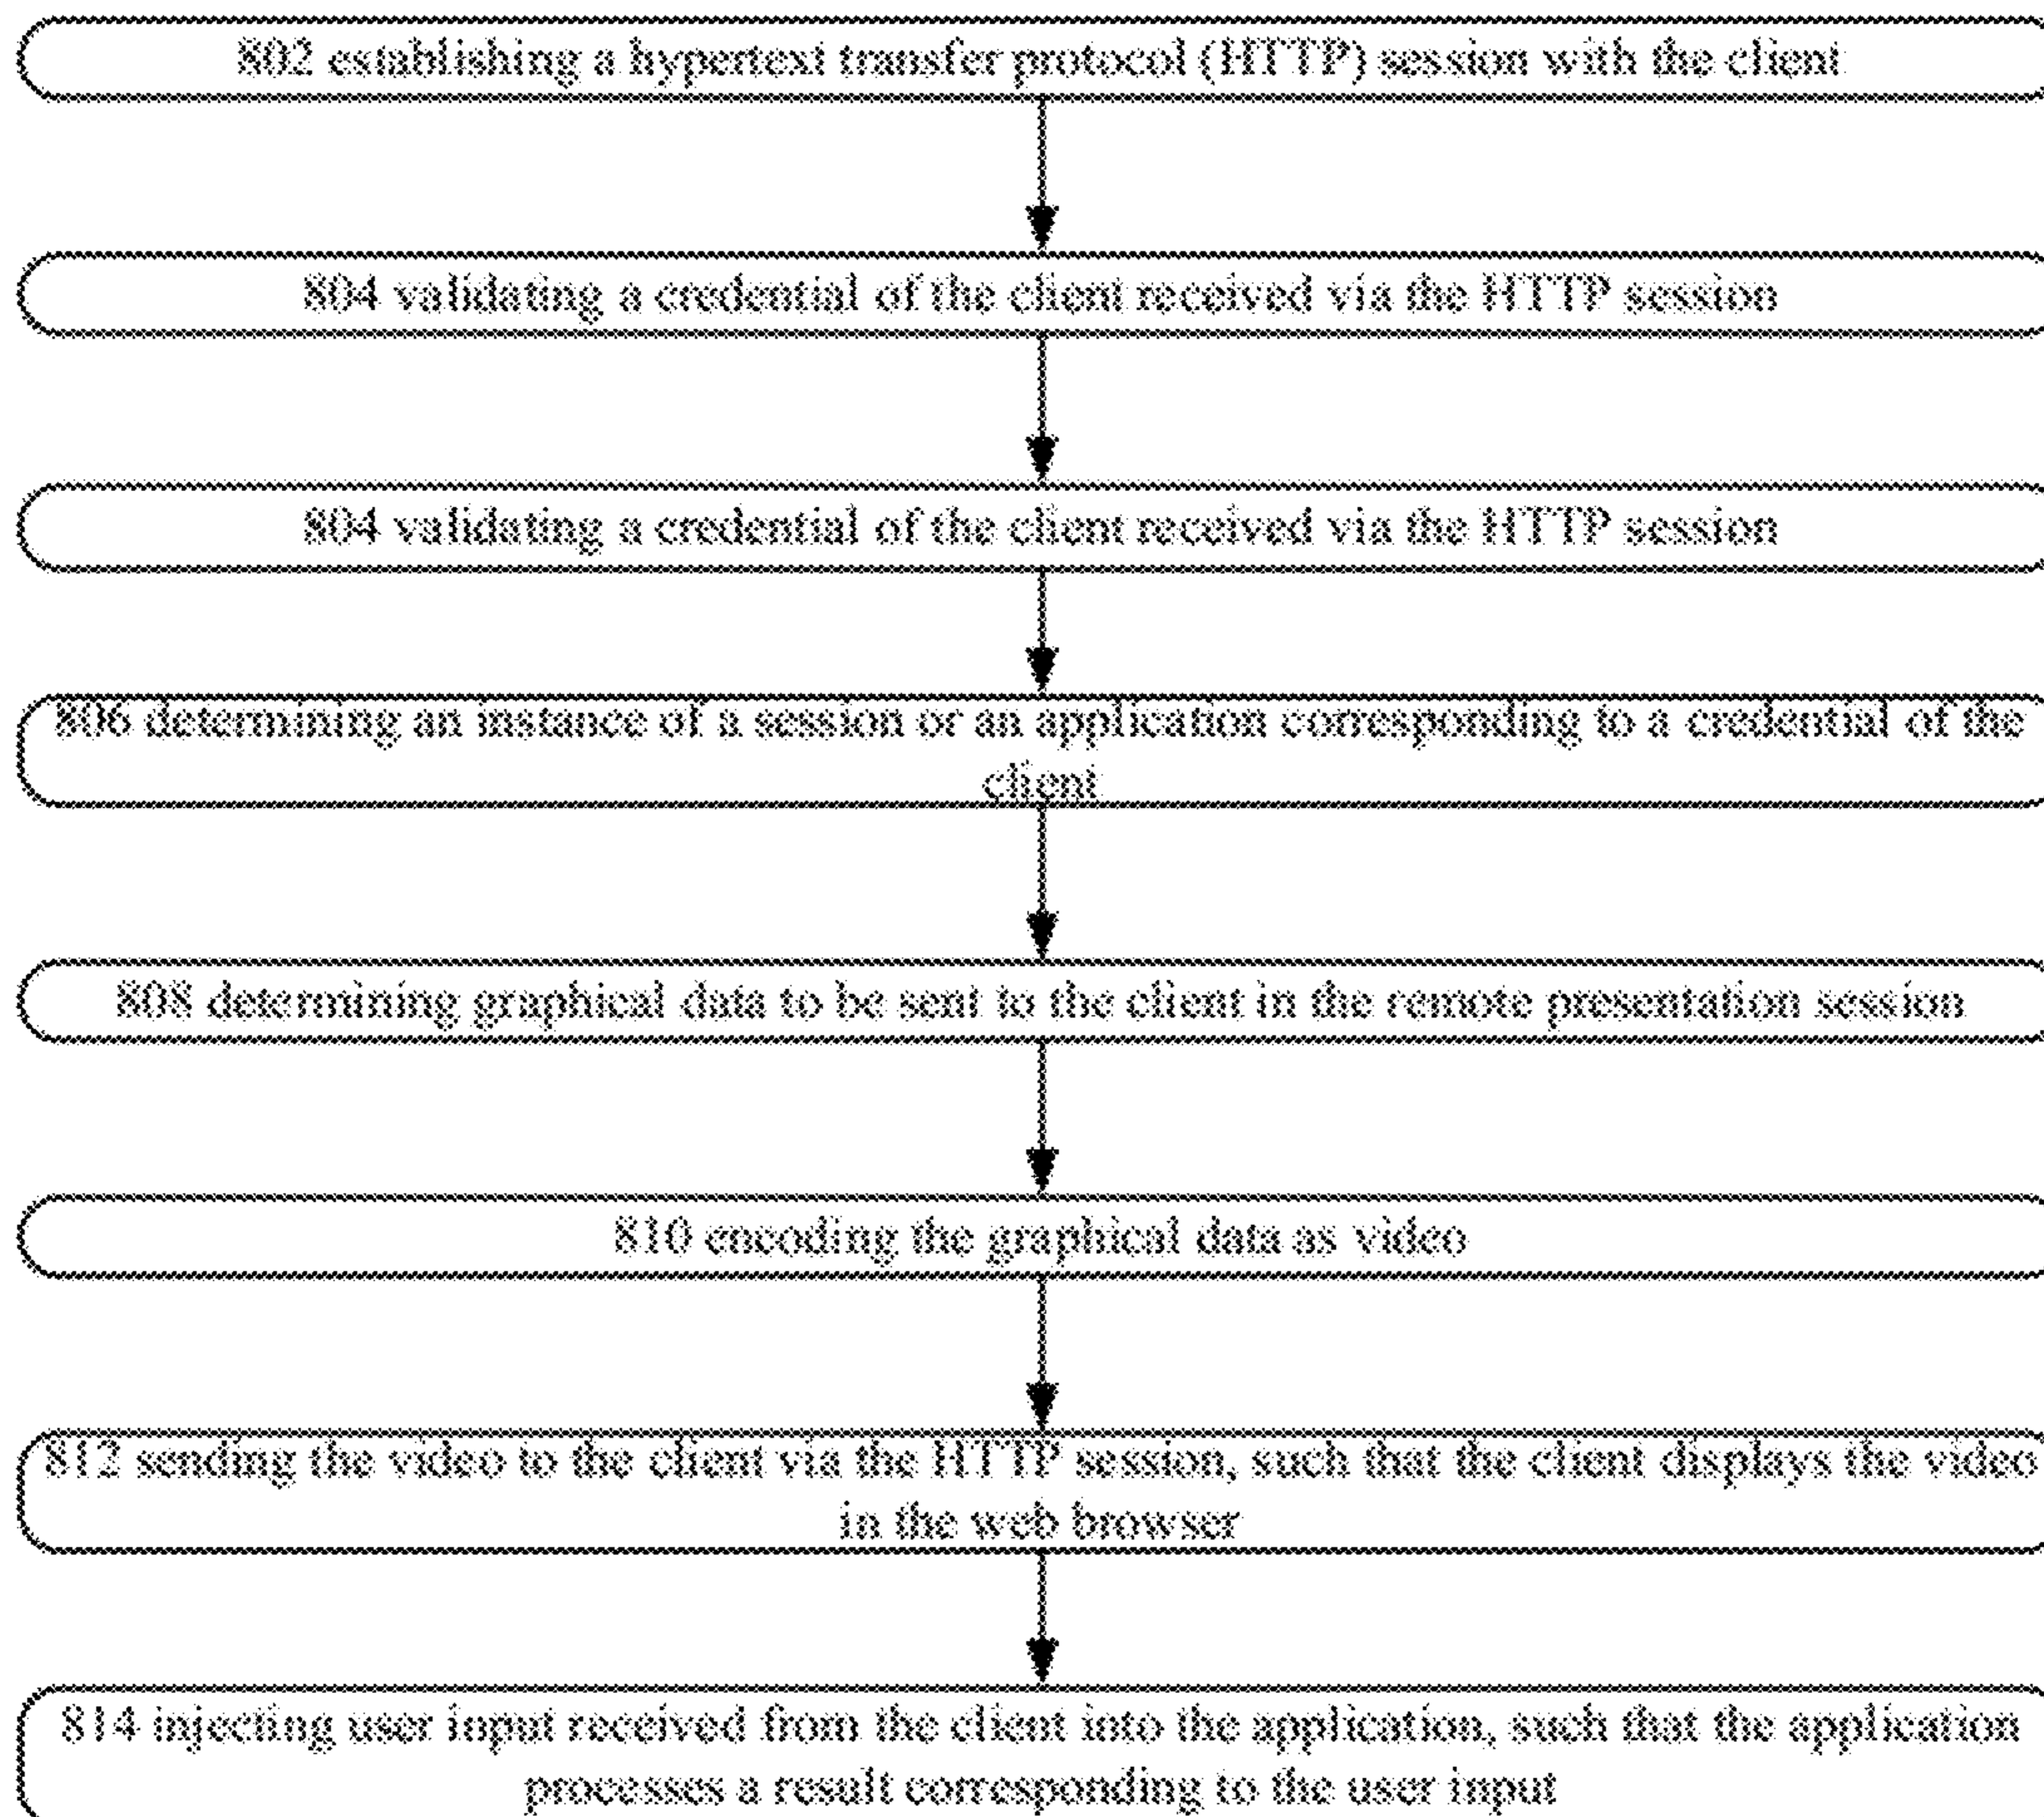 802 establishing a hypertext transfer protocol (HTTP) session with the client
804 validating a credential of the client received via the HTTP session
804 validating a credential of the client received via the HTTP session
806 determining an instance of a session or an application corresponding to a credential of the
client
808 determining graphical data to be sent to the client in the remote presentation session
810 encoding the graphical data as video
812 sending the video to the client via the HTTP session, such that the client displays the video
in the web browser
814 injecting user input received from the client into the application, such that the application
processes a result corresponding to the user input